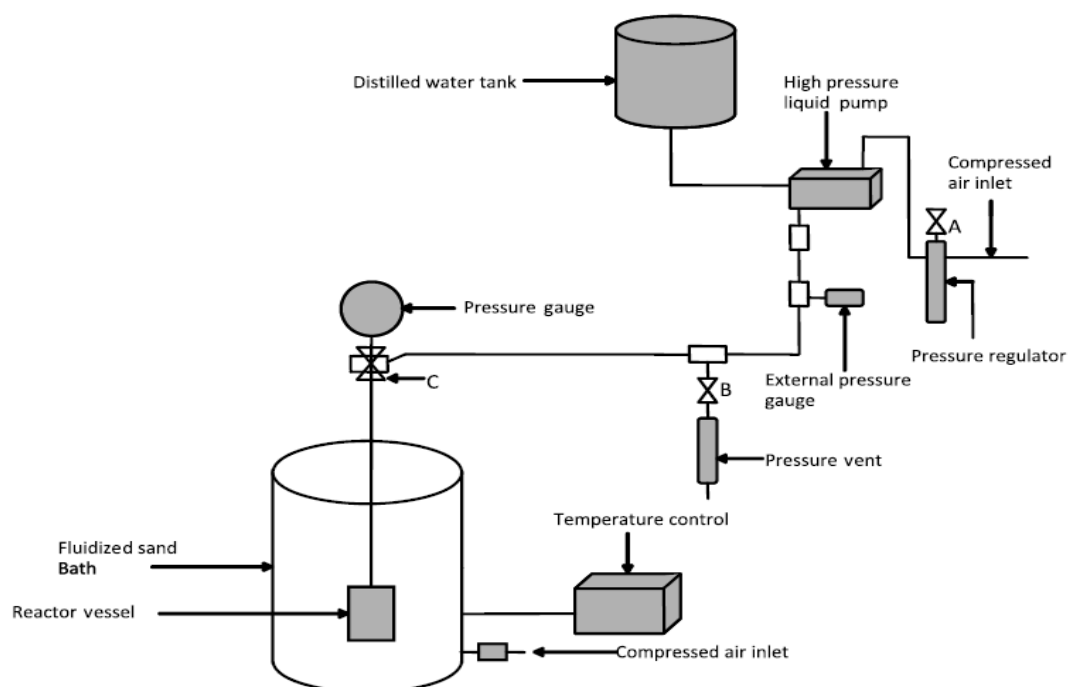 Distilled water tank
High pressure
liquid pump
Compressed
air inlet
A
Pressure gauge
Pressure regulator
C
B
External pressure
gauge
Pressure vent
Temperature control
Fluidized sand
Bath
Reactor vessel
Compressed air inlet